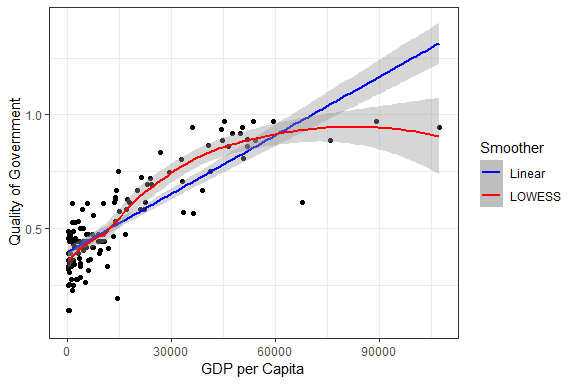 Quality of Government
1.0
0.5
0
30000
60000
90000
GDP per Capita
Smoother
Linear
LOWESS